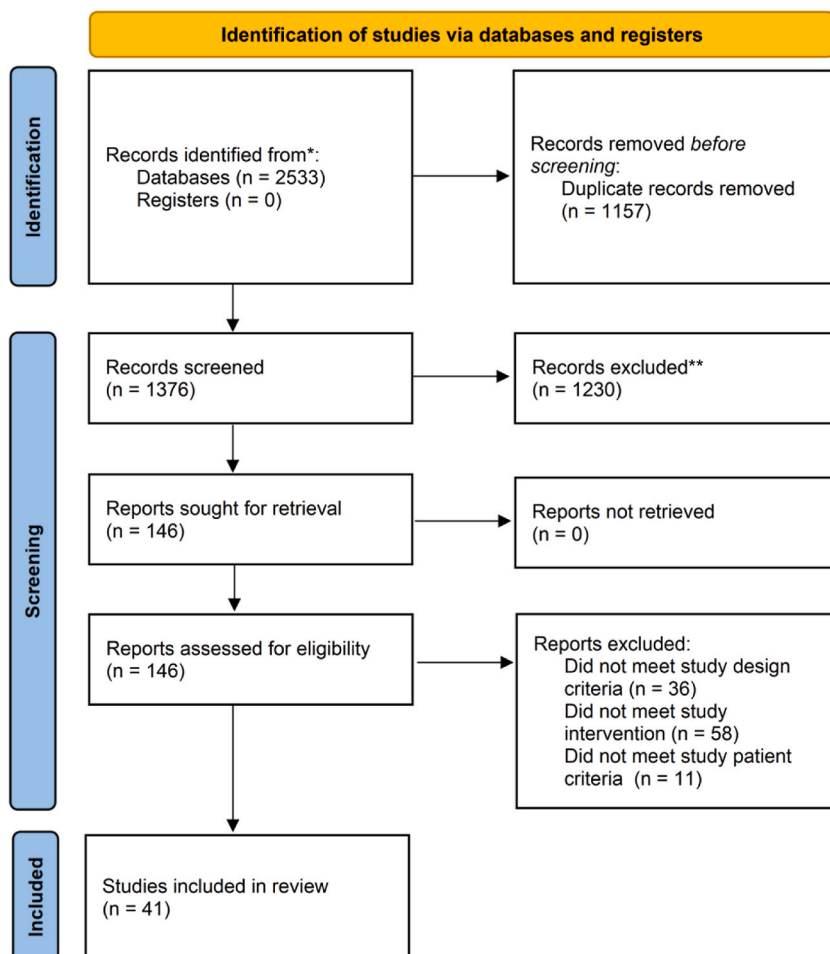 Identification of studies via databases and registers
Identification
Records identified from*:
Databases (n = 2533)
Registers (n = 0)
Records removed before
screening:
Duplicate records removed
(n = 1157)
Screening
Records screened
(n = 1376)
Records excluded**
(n = 1230)
Reports sought for retrieval
(n = 146)
Reports not retrieved
(n = 0)
Reports assessed for eligibility
(n = 146)
Reports excluded:
Did not meet study design
criteria (n = 36)
Did not meet study
intervention (n = 58)
Did not meet study patient
criteria (n = 11)
Included
Studies included in review
(n = 41)